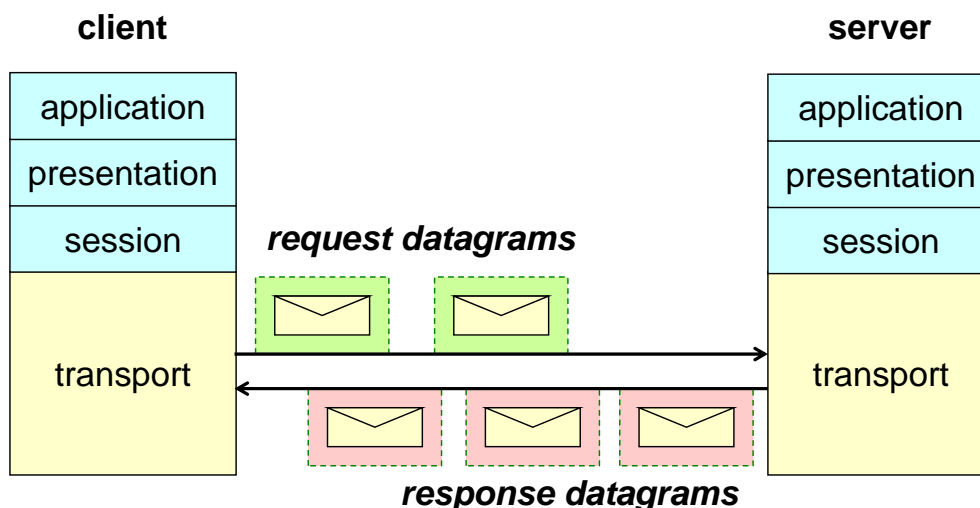 client
server
application
presentation
session
transport
request datagrams
response datagrams
application
presentation
session
transport